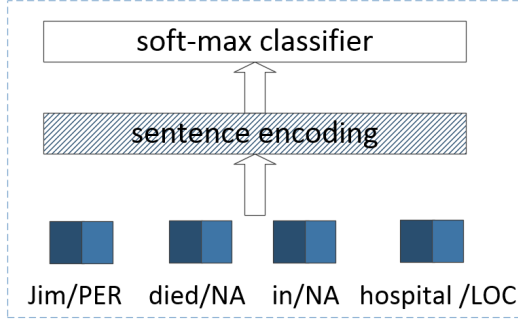 soft-max classifier
sentence encoding
Jim/PER died/NA in/NA hospital /LOC